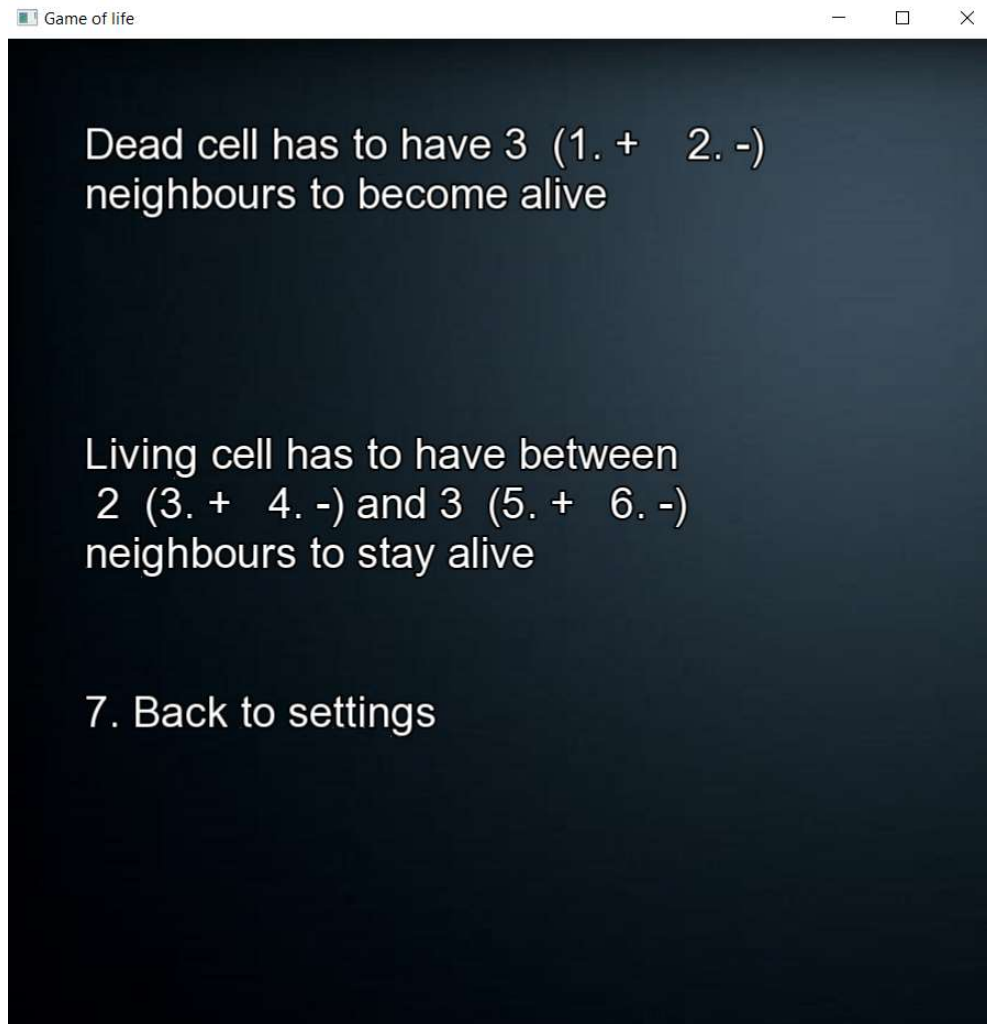 Game of life
Dead cell has to have 3 (1. + 2. -)
neighbours to become alive
Living cell has to have between
2 (3. + 4. -) and 3 (5. + 6. -)
neighbours to stay alive
7. Back to settings